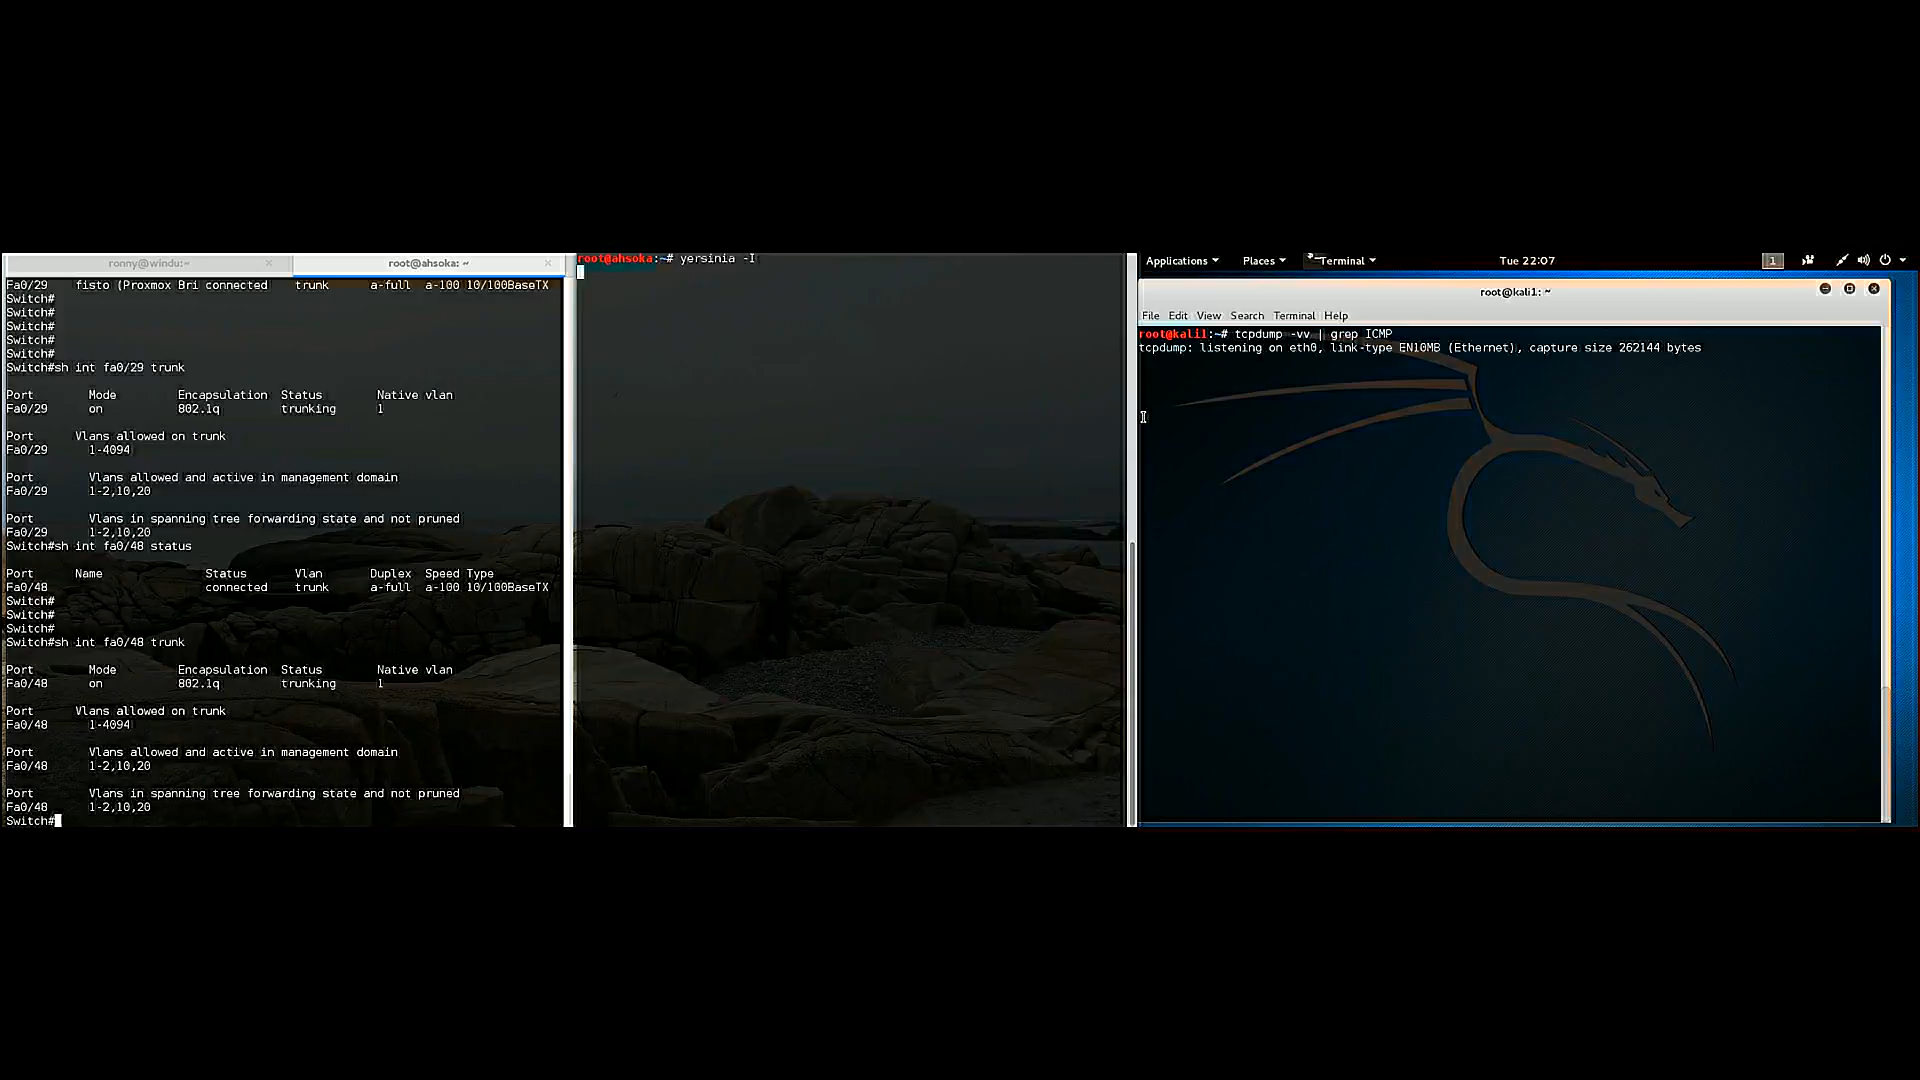 ronny@windu:~ × root@ahsoka: ~ ×
Fa0/29 fisto (Proxmox Bri connected trunk a-full a-100 10/100BaseTX
Switch#
Switch#
Switch#
Switch#
Switch#
Switch#sh int fa0/29 trunk
Port Mode Encapsulation Status Native vlan
Fa0/29 on 802.1q trunking 1
Port Vlans allowed on trunk
Fa0/29 1-4094
Port Vlans allowed and active in management domain
Fa0/29 1-2,10,20
Port Vlans in spanning tree forwarding state and not pruned
Fa0/29 1-2,10,20
Switch#sh int fa0/48 status
Port Name Status Vlan Duplex Speed Type
Fa0/48 connected trunk a-full a-100 10/100BaseTX
Switch#
Switch#
Switch#
Switch#sh int fa0/48 trunk
Port Mode Encapsulation Status Native vlan
Fa0/48 on 802.1q trunking 1
Port Vlans allowed on trunk
Fa0/48 1-4094
Port Vlans allowed and active in management domain
Fa0/48 1-2,10,20
Port Vlans in spanning tree forwarding state and not pruned
Fa0/48 1-2,10,20
Switch#
root@ahsoka:~# yersinia -I
Applications Places Terminal Tue 22:07 1
root@kali1: ~
File Edit View Search Terminal Help
root@kali1:~# tcpdump -vv | grep ICMP
tcpdump: listening on eth0, link-type EN10MB (Ethernet), capture size 262144 bytes